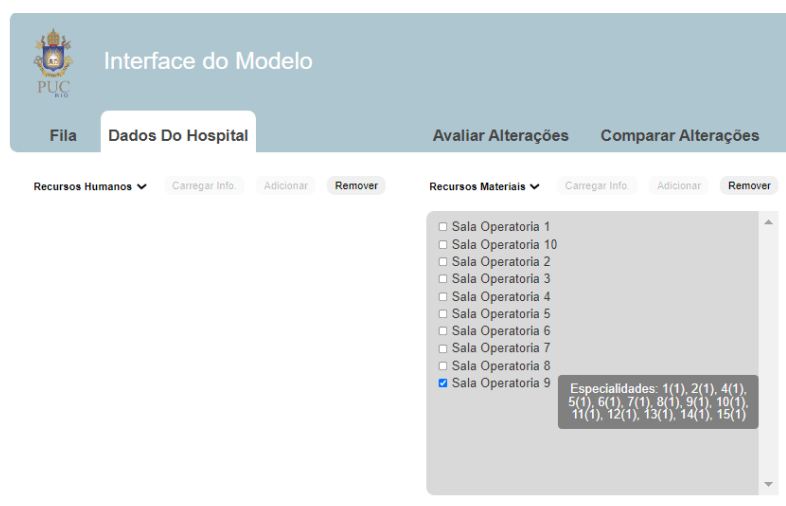 Interface do Modelo
PUC
RIO
Fila
Dados Do Hospital
Avaliar Alterações
Comparar Alterações
Recursos Humanos
Carregar Info.
Adicionar
Remover
Recursos Materiais
Carregar Info.
Adicionar
Remover
Sala Operatoria 1
Sala Operatoria 10
Sala Operatoria 2
Sala Operatoria 3
Sala Operatoria 4
Sala Operatoria 5
Sala Operatoria 6
Sala Operatoria 7
Sala Operatoria 8
Sala Operatoria 9
Especialidades: 1(1), 2(1), 4(1),
5(1), 6(1), 7(1), 8(1), 9(1), 10(1),
11(1), 12(1), 13(1), 14(1), 15(1)